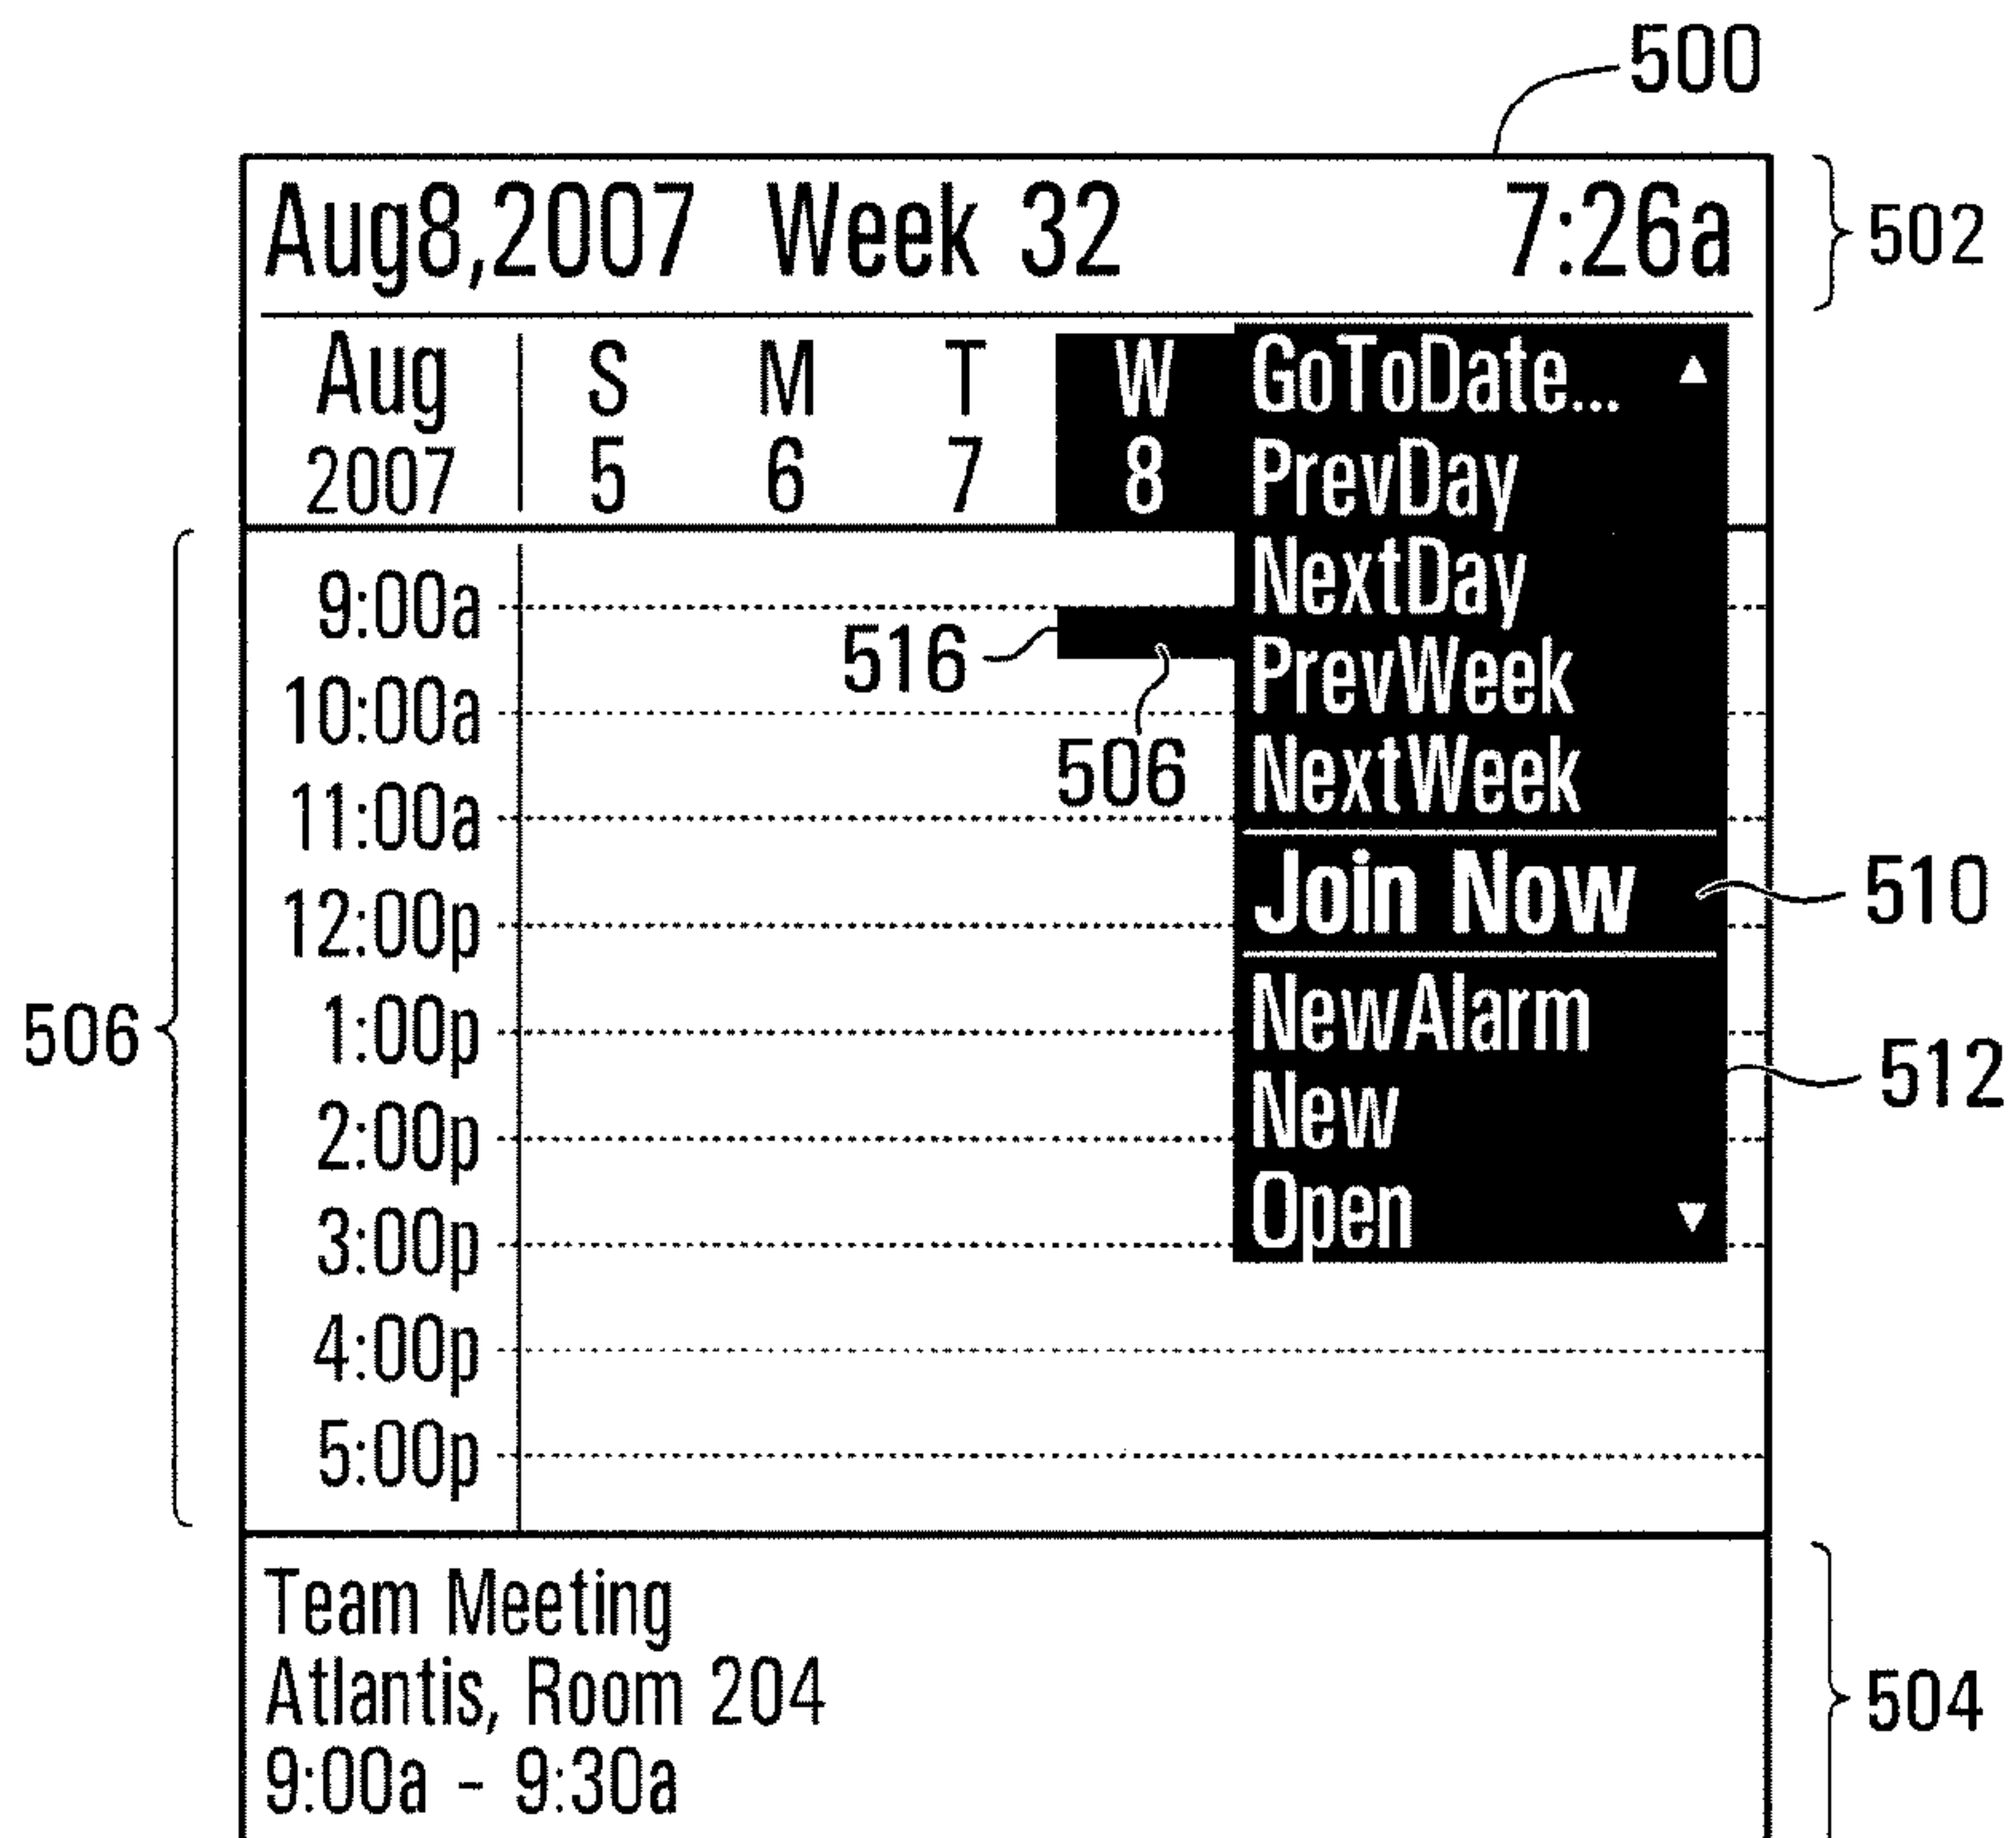 500
Aug8,2007 Week 32 7:26a
502
Aug S M T W
2007 5 6 7 8
GoToDate... ▲
PrevDay
NextDay
PrevWeek
NextWeek
Join Now
NewAlarm
New
Open ▼
9:00a
10:00a
11:00a
12:00p
1:00p
2:00p
3:00p
4:00p
5:00p
516
506
506
510
512
Team Meeting
Atlantis, Room 204
9:00a - 9:30a
504